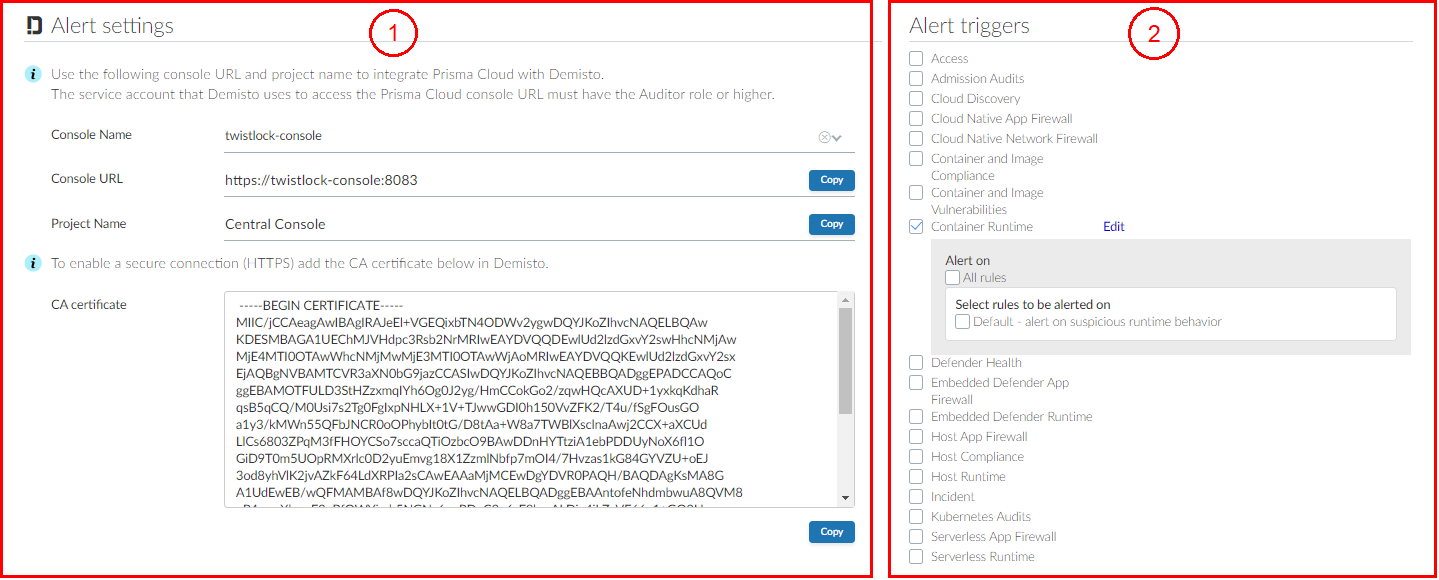 Alert settings
1
Use the following console URL and project name to integrate Prisma Cloud with Demisto.
The service account that Demisto uses to access the Prisma Cloud console URL must have the Auditor role or higher.
Console Name
twistlock-console
Console URL
https://twistlock-console:8083
Copy
Project Name
Central Console
Copy
To enable a secure connection (HTTPS) add the CA certificate below in Demisto.
CA certificate
-----BEGIN CERTIFICATE-----
MIIC/jCCAeagAwIBAgIRAJeEl+VGEQixbTN4ODWv2ygwDQYJKoZIhvcNAQELBQAw
KDESMBAGA1UEChMJVHdpc3Rsb2NrMRIwEAYDVQQDEwlUd2lzdGxvY2swHhcNMjAw
MjE4MTI0OTAwWhcNMjMwMjE3MTI0OTAwWjAoMRIwEAYDVQQKEwlUd2lzdGxvY2sx
EjAQBgNVBAMTCVR3aXN0bG9jazCCASIwDQYJKoZIhvcNAQEBBQADggEPADCCAQoC
ggEBAMOTFULD3StHZzxmqIYh6Og0J2yg/HmCCokGo2/zqwHQcAXUD+1yxkqKdhaR
qsB5qCQ/M0Usi7s2Tg0FgIxpNHLX+1V+TJwwGDI0h150VvZFK2/T4u/fSgFOusGO
a1y3/kMWn55QFbJNCR0oOPhybIt0tG/D8tAa+W8a7TWBlXscInaAwj2CCX+aXCUd
LlCs6803ZPqM3fFHOYCSo7sccaQTiOzbcO9BAwDDnHYTtziA1ebPDDUyNoX6fI1O
GiD9T0m5UOpRMXrlc0D2yuEmvg18X1ZzmlNbfp7mOI4/7Hvzas1kG84GYVZU+oEJ
3od8yhVlK2jvAZkF64LdXRPIa2sCAwEAAaMjMCEwDgYDVR0PAQH/BAQDAgKsMA8G
A1UdEwEB/wQFMAMBAf8wDQYJKoZIhvcNAQELBQADggEBAAntofeNhdmbwuA8QVM8
Copy
Alert triggers
2
Access
Admission Audits
Cloud Discovery
Cloud Native App Firewall
Cloud Native Network Firewall
Container and Image
Compliance
Container and Image
Vulnerabilities
Container Runtime
Edit
Alert on
All rules
Select rules to be alerted on
Default - alert on suspicious runtime behavior
Defender Health
Embedded Defender App
Firewall
Embedded Defender Runtime
Host App Firewall
Host Compliance
Host Runtime
Incident
Kubernetes Audits
Serverless App Firewall
Serverless Runtime